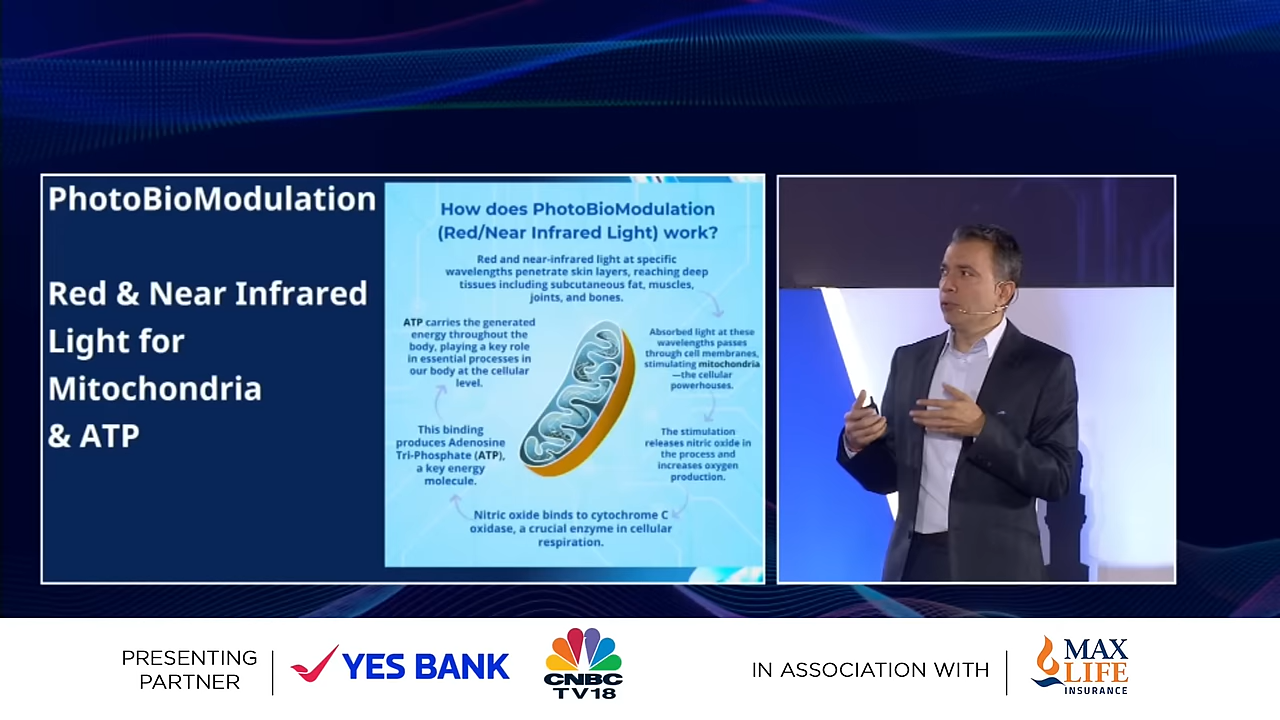 PhotoBioModulation
Red & Near Infrared
Light for
Mitochondria
& ATP
How does PhotoBioModulation
(Red/Near Infrared Light) work?
Red and near-infrared light at specific
wavelengths penetrate skin layers, reaching deep
tissues including subcutaneous fat, muscles,
joints, and bones.
Absorbed light at these
wavelengths passes
through cell membranes,
stimulating mitochondria
—the cellular
powerhouses.
The stimulation
releases nitric oxide in
the process and
increases oxygen
production.
Nitric oxide binds to cytochrome C
oxidase, a crucial enzyme in cellular
respiration.
This binding
produces Adenosine
Tri-Phosphate (ATP),
a key energy
molecule.
ATP carries the generated
energy throughout the
body, playing a key role
in essential processes in
our body at the cellular
level.
PRESENTING
PARTNER
YES BANK
CNBC
TV18
IN ASSOCIATION WITH
MAX
LIFE
INSURANCE